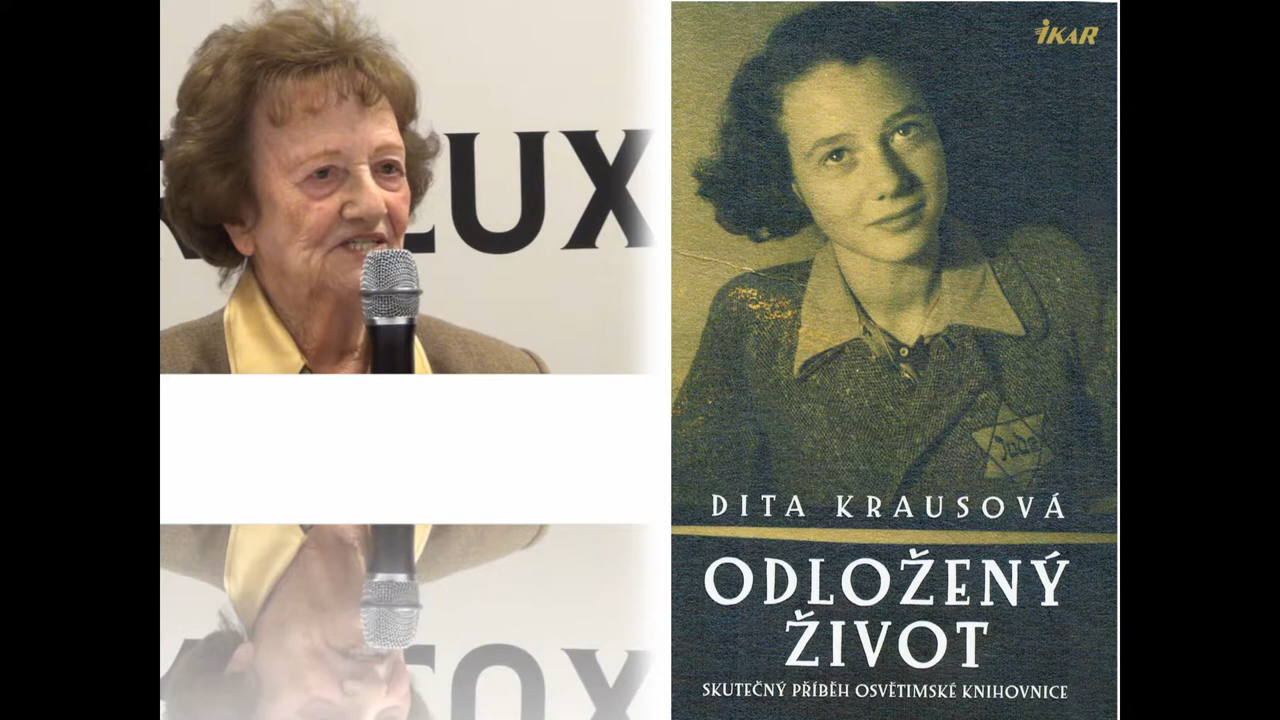 LUX
iKAR
Jude
DITA KRAUSOVÁ
ODLOŽENÝ
ŽIVOT
SKUTEČNÝ PŘÍBĚH OSVĚTIMSKÉ KNIHOVNICE